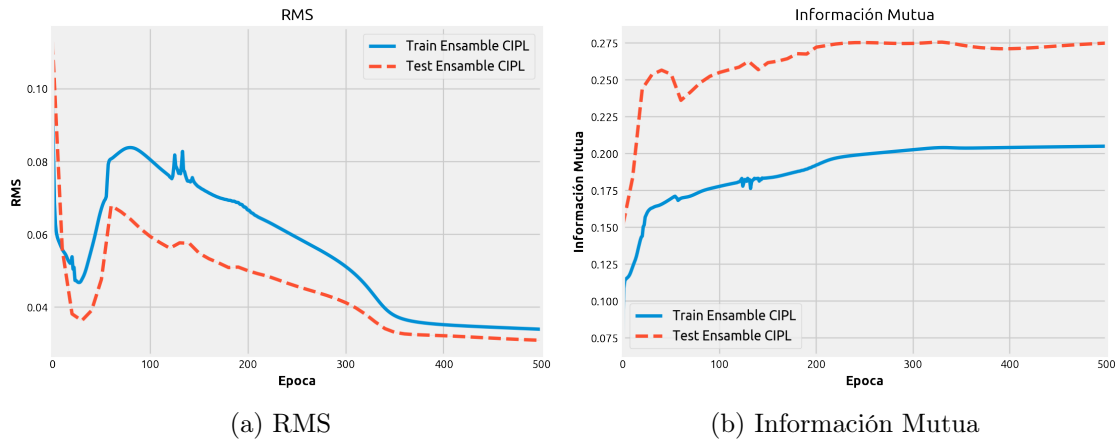 RMS
Train Ensamble CIPL
Test Ensamble CIPL
0.10
0.08
0.06
0.04
RMS
0 100 200 300 400 500
Epoca
(a) RMS
Información Mutua
0.275
0.250
0.225
0.200
0.175
0.150
0.125
0.100
0.075
Información Mutua
Train Ensamble CIPL
Test Ensamble CIPL
0 100 200 300 400 500
Epoca
(b) Información Mutua